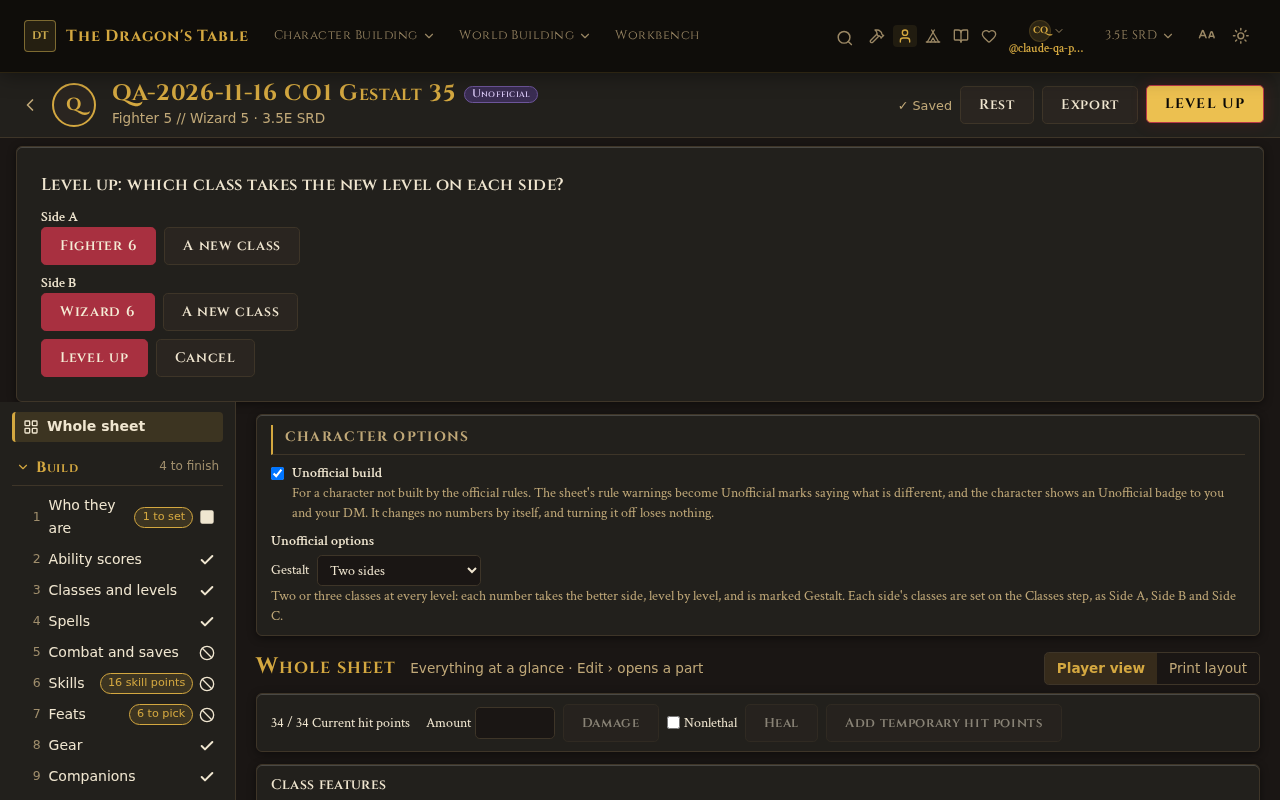 DT The Dragon's Table Character Building World Building Workbench CQ @claude-qa-p... 3.5E SRD AA
Q QA-2026-11-16 CO1 Gestalt 35 Unofficial
Fighter 5 // Wizard 5 · 3.5E SRD
✓ Saved Rest Export Level up
Level up: which class takes the new level on each side?
Side A
Fighter 6 A new class
Side B
Wizard 6 A new class
Level up Cancel
Whole sheet
Build 4 to finish
1 Who they are 1 to set
2 Ability scores
3 Classes and levels
4 Spells
5 Combat and saves
6 Skills 16 skill points
7 Feats 6 to pick
8 Gear
9 Companions
Character options
Unofficial build
For a character not built by the official rules. The sheet's rule warnings become Unofficial marks saying what is different, and the character shows an Unofficial badge to you
and your DM. It changes no numbers by itself, and turning it off loses nothing.
Unofficial options
Gestalt Two sides
Two or three classes at every level: each number takes the better side, level by level, and is marked Gestalt. Each side's classes are set on the Classes step, as Side A, Side B and Side
C.
Whole sheet Everything at a glance · Edit › opens a part Player view Print layout
34 / 34 Current hit points Amount Damage Nonlethal Heal Add temporary hit points
Class features